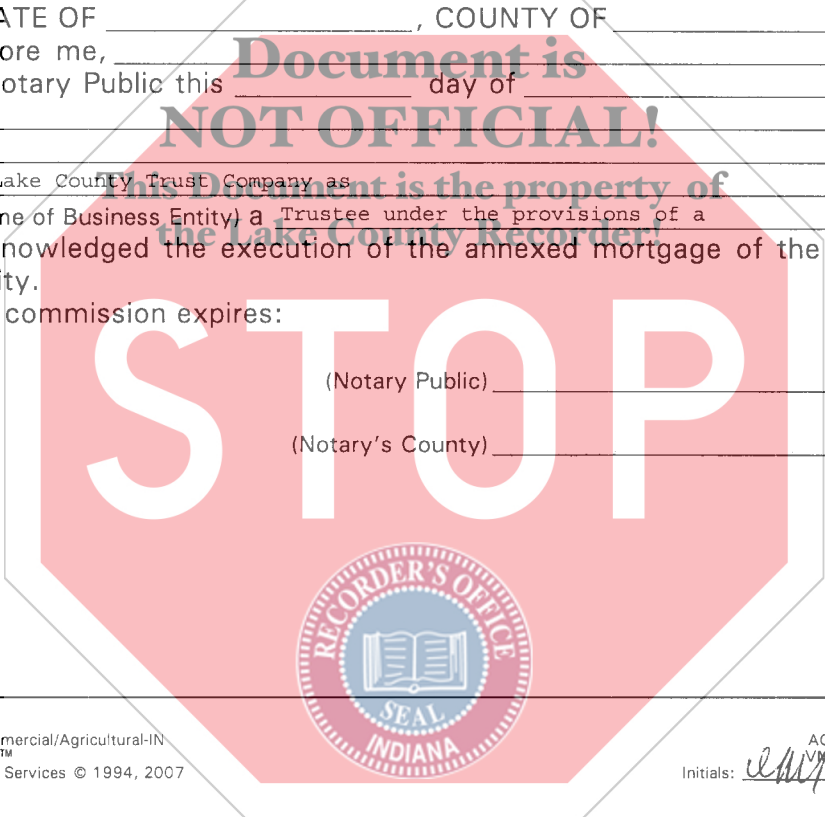 ATE OF , COUNTY OF
ore me,
Document is
otary Public this day of
NOT OFFICIAL!
ake County Trust Company as
This Document is the property of
ne of Business Entity) a Trustee under the provisions of a
the Lake County Recorder!
nowledged the execution of the annexed mortgage of the
ity.
commission expires:
STOP
(Notary Public)
(Notary's County)
RECORDER'S OFFICE
SEAL
INDIANA
mercial/Agricultural-IN
TM
Services © 1994, 2007
Initials: